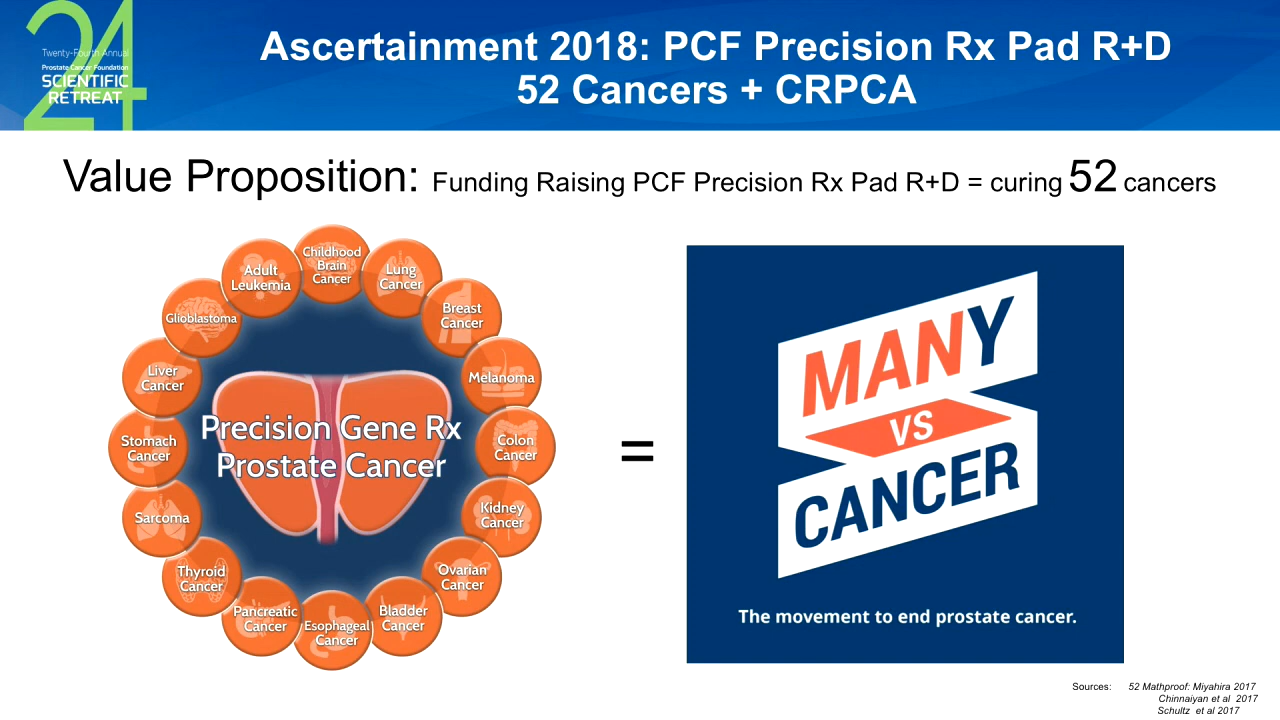 Twenty-Fourth Annual
Prostate Cancer Foundation
SCIENTIFIC
RETREAT
24
Ascertainment 2018: PCF Precision Rx Pad R+D
52 Cancers + CRPCA
Value Proposition: Funding Raising PCF Precision Rx Pad R+D = curing 52 cancers
Childhood
Brain
Cancer
Lung
Cancer
Breast
Cancer
Melanoma
Colon
Cancer
Kidney
Cancer
Ovarian
Cancer
Bladder
Cancer
Esophageal
Cancer
Pancreatic
Cancer
Thyroid
Cancer
Sarcoma
Stomach
Cancer
Liver
Cancer
Glioblastoma
Adult
Leukemia
Precision Gene Rx
Prostate Cancer
=
MANY
VS
CANCER
The movement to end prostate cancer.
Sources: 52 Mathproof: Miyahira 2017
Chinnaiyan et al 2017
Schultz et al 2017